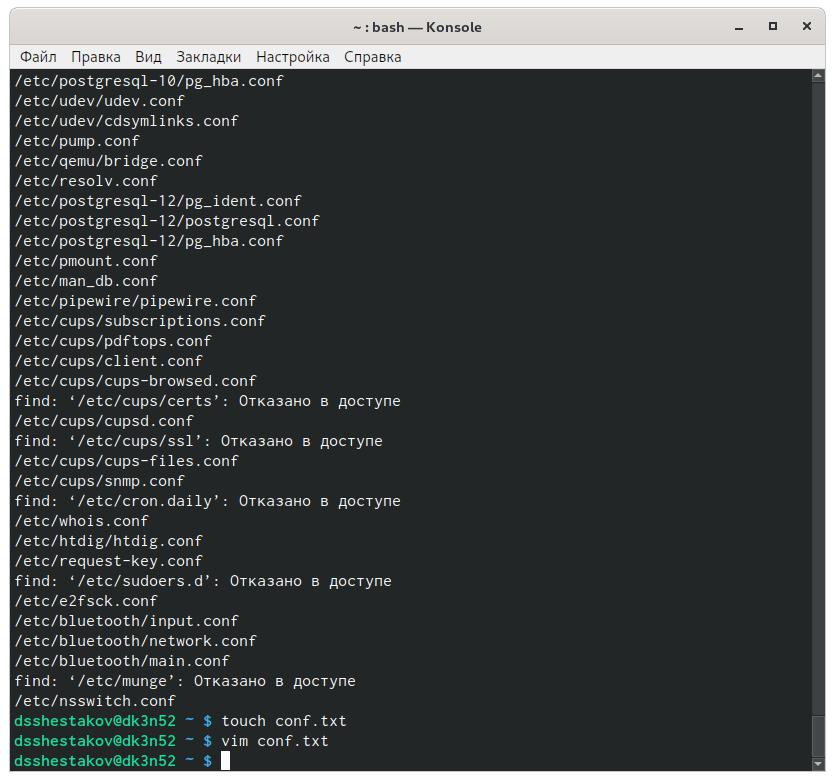 ~ : bash — Konsole
Файл Правка Вид Закладки Настройка Справка
/etc/postgresql-10/pg_hba.conf
/etc/udev/udev.conf
/etc/udev/cdsymlinks.conf
/etc/pump.conf
/etc/qemu/bridge.conf
/etc/resolv.conf
/etc/postgresql-12/pg_ident.conf
/etc/postgresql-12/postgresql.conf
/etc/postgresql-12/pg_hba.conf
/etc/pmount.conf
/etc/man_db.conf
/etc/pipewire/pipewire.conf
/etc/cups/subscriptions.conf
/etc/cups/pdftops.conf
/etc/cups/client.conf
/etc/cups/cups-browsed.conf
find: ‘/etc/cups/certs’: Отказано в доступе
/etc/cups/cupsd.conf
find: ‘/etc/cups/ssl’: Отказано в доступе
/etc/cups/cups-files.conf
/etc/cups/snmp.conf
find: ‘/etc/cron.daily’: Отказано в доступе
/etc/whois.conf
/etc/htdig/htdig.conf
/etc/request-key.conf
find: ‘/etc/sudoers.d’: Отказано в доступе
/etc/e2fsck.conf
/etc/bluetooth/input.conf
/etc/bluetooth/network.conf
/etc/bluetooth/main.conf
find: ‘/etc/munge’: Отказано в доступе
/etc/nsswitch.conf
dsshestakov@dk3n52 ~ $ touch conf.txt
dsshestakov@dk3n52 ~ $ vim conf.txt
dsshestakov@dk3n52 ~ $